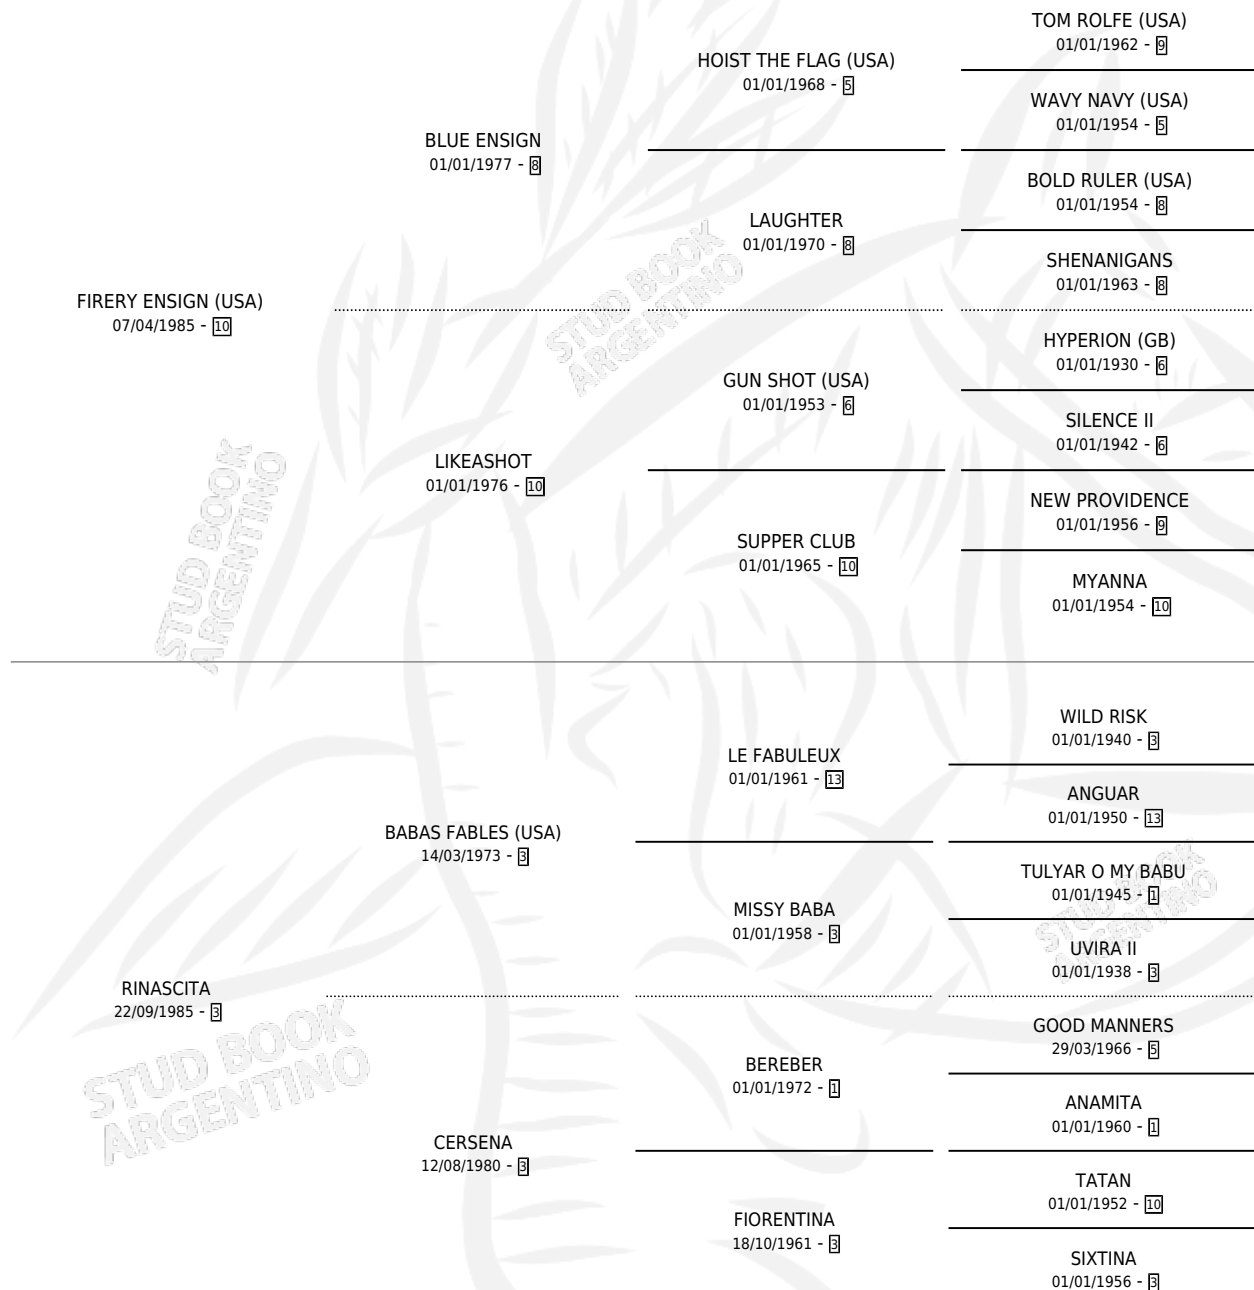 TOM ROLFE (USA)
01/01/1962 - 9
HOIST THE FLAG (USA)
01/01/1968 - 5
WAVY NAVY (USA)
01/01/1954 - 5
BLUE ENSIGN
01/01/1977 - 8
BOLD RULER (USA)
01/01/1954 - 8
LAUGHTER
01/01/1970 - 8
SHENANIGANS
01/01/1963 - 8
FIRERY ENSIGN (USA)
07/04/1985 - 10
HYPERION (GB)
01/01/1930 - 6
GUN SHOT (USA)
01/01/1953 - 6
SILENCE II
01/01/1942 - 6
LIKEASHOT
01/01/1976 - 10
NEW PROVIDENCE
01/01/1956 - 9
SUPPER CLUB
01/01/1965 - 10
MYANNA
01/01/1954 - 10
WILD RISK
01/01/1940 - 3
LE FABULEUX
01/01/1961 - 13
ANGUAR
01/01/1950 - 13
BABAS FABLES (USA)
14/03/1973 - 3
TULYAR O MY BABU
01/01/1945 - 1
MISSY BABA
01/01/1958 - 3
UVIRA II
01/01/1938 - 3
RINASCITA
22/09/1985 - 3
GOOD MANNERS
29/03/1966 - 5
BEREBER
01/01/1972 - 1
ANAMITA
01/01/1960 - 1
CERSENA
12/08/1980 - 3
TATAN
01/01/1952 - 10
FIORENTINA
18/10/1961 - 3
SIXTINA
01/01/1956 - 3
STUD BOOK
ARGENTINO
STUD BOOK
ARGENTINO
STUD BOOK
ARGENTINO
STUD BOOK
ARGENTINO